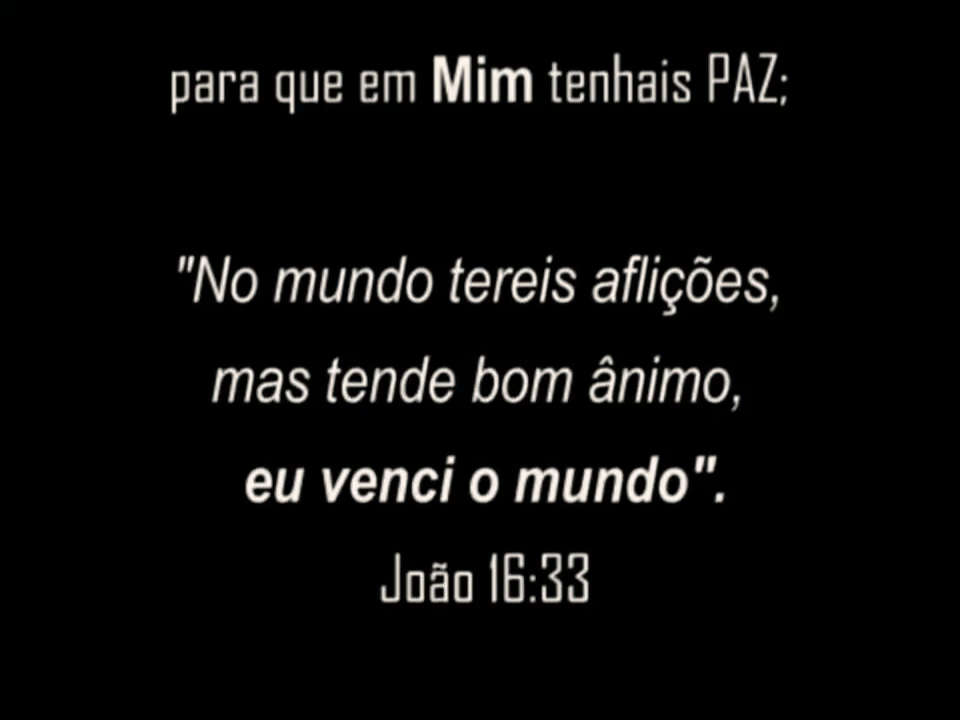 para que em Mim tenhais PAZ;
"No mundo tereis aflições,
mas tende bom ânimo,
eu venci o mundo".
João 16:33